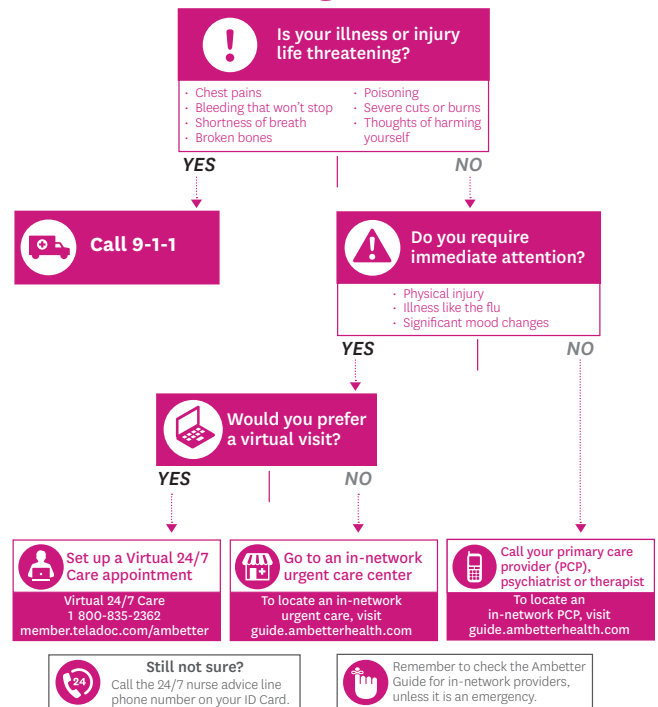 Is your illness or injury
life threatening?
· Chest pains
· Bleeding that won't stop
· Shortness of breath
· Broken bones
· Poisoning
· Severe cuts or burns
· Thoughts of harming
yourself
YES
NO
Call 9-1-1
Do you require
immediate attention?
· Physical injury
· Illness like the flu
· Significant mood changes
YES
NO
Would you prefer
a virtual visit?
YES
NO
Set up a Virtual 24/7
Care appointment
Virtual 24/7 Care
1 800-835-2362
member.teladoc.com/ambetter
Go to an in-network
urgent care center
To locate an in-network
urgent care, visit
guide.ambetterhealth.com
Call your primary care
provider (PCP),
psychiatrist or therapist
To locate an
in-network PCP, visit
guide.ambetterhealth.com
24
Still not sure?
Call the 24/7 nurse advice line
phone number on your ID Card.
Remember to check the Ambetter
Guide for in-network providers,
unless it is an emergency.